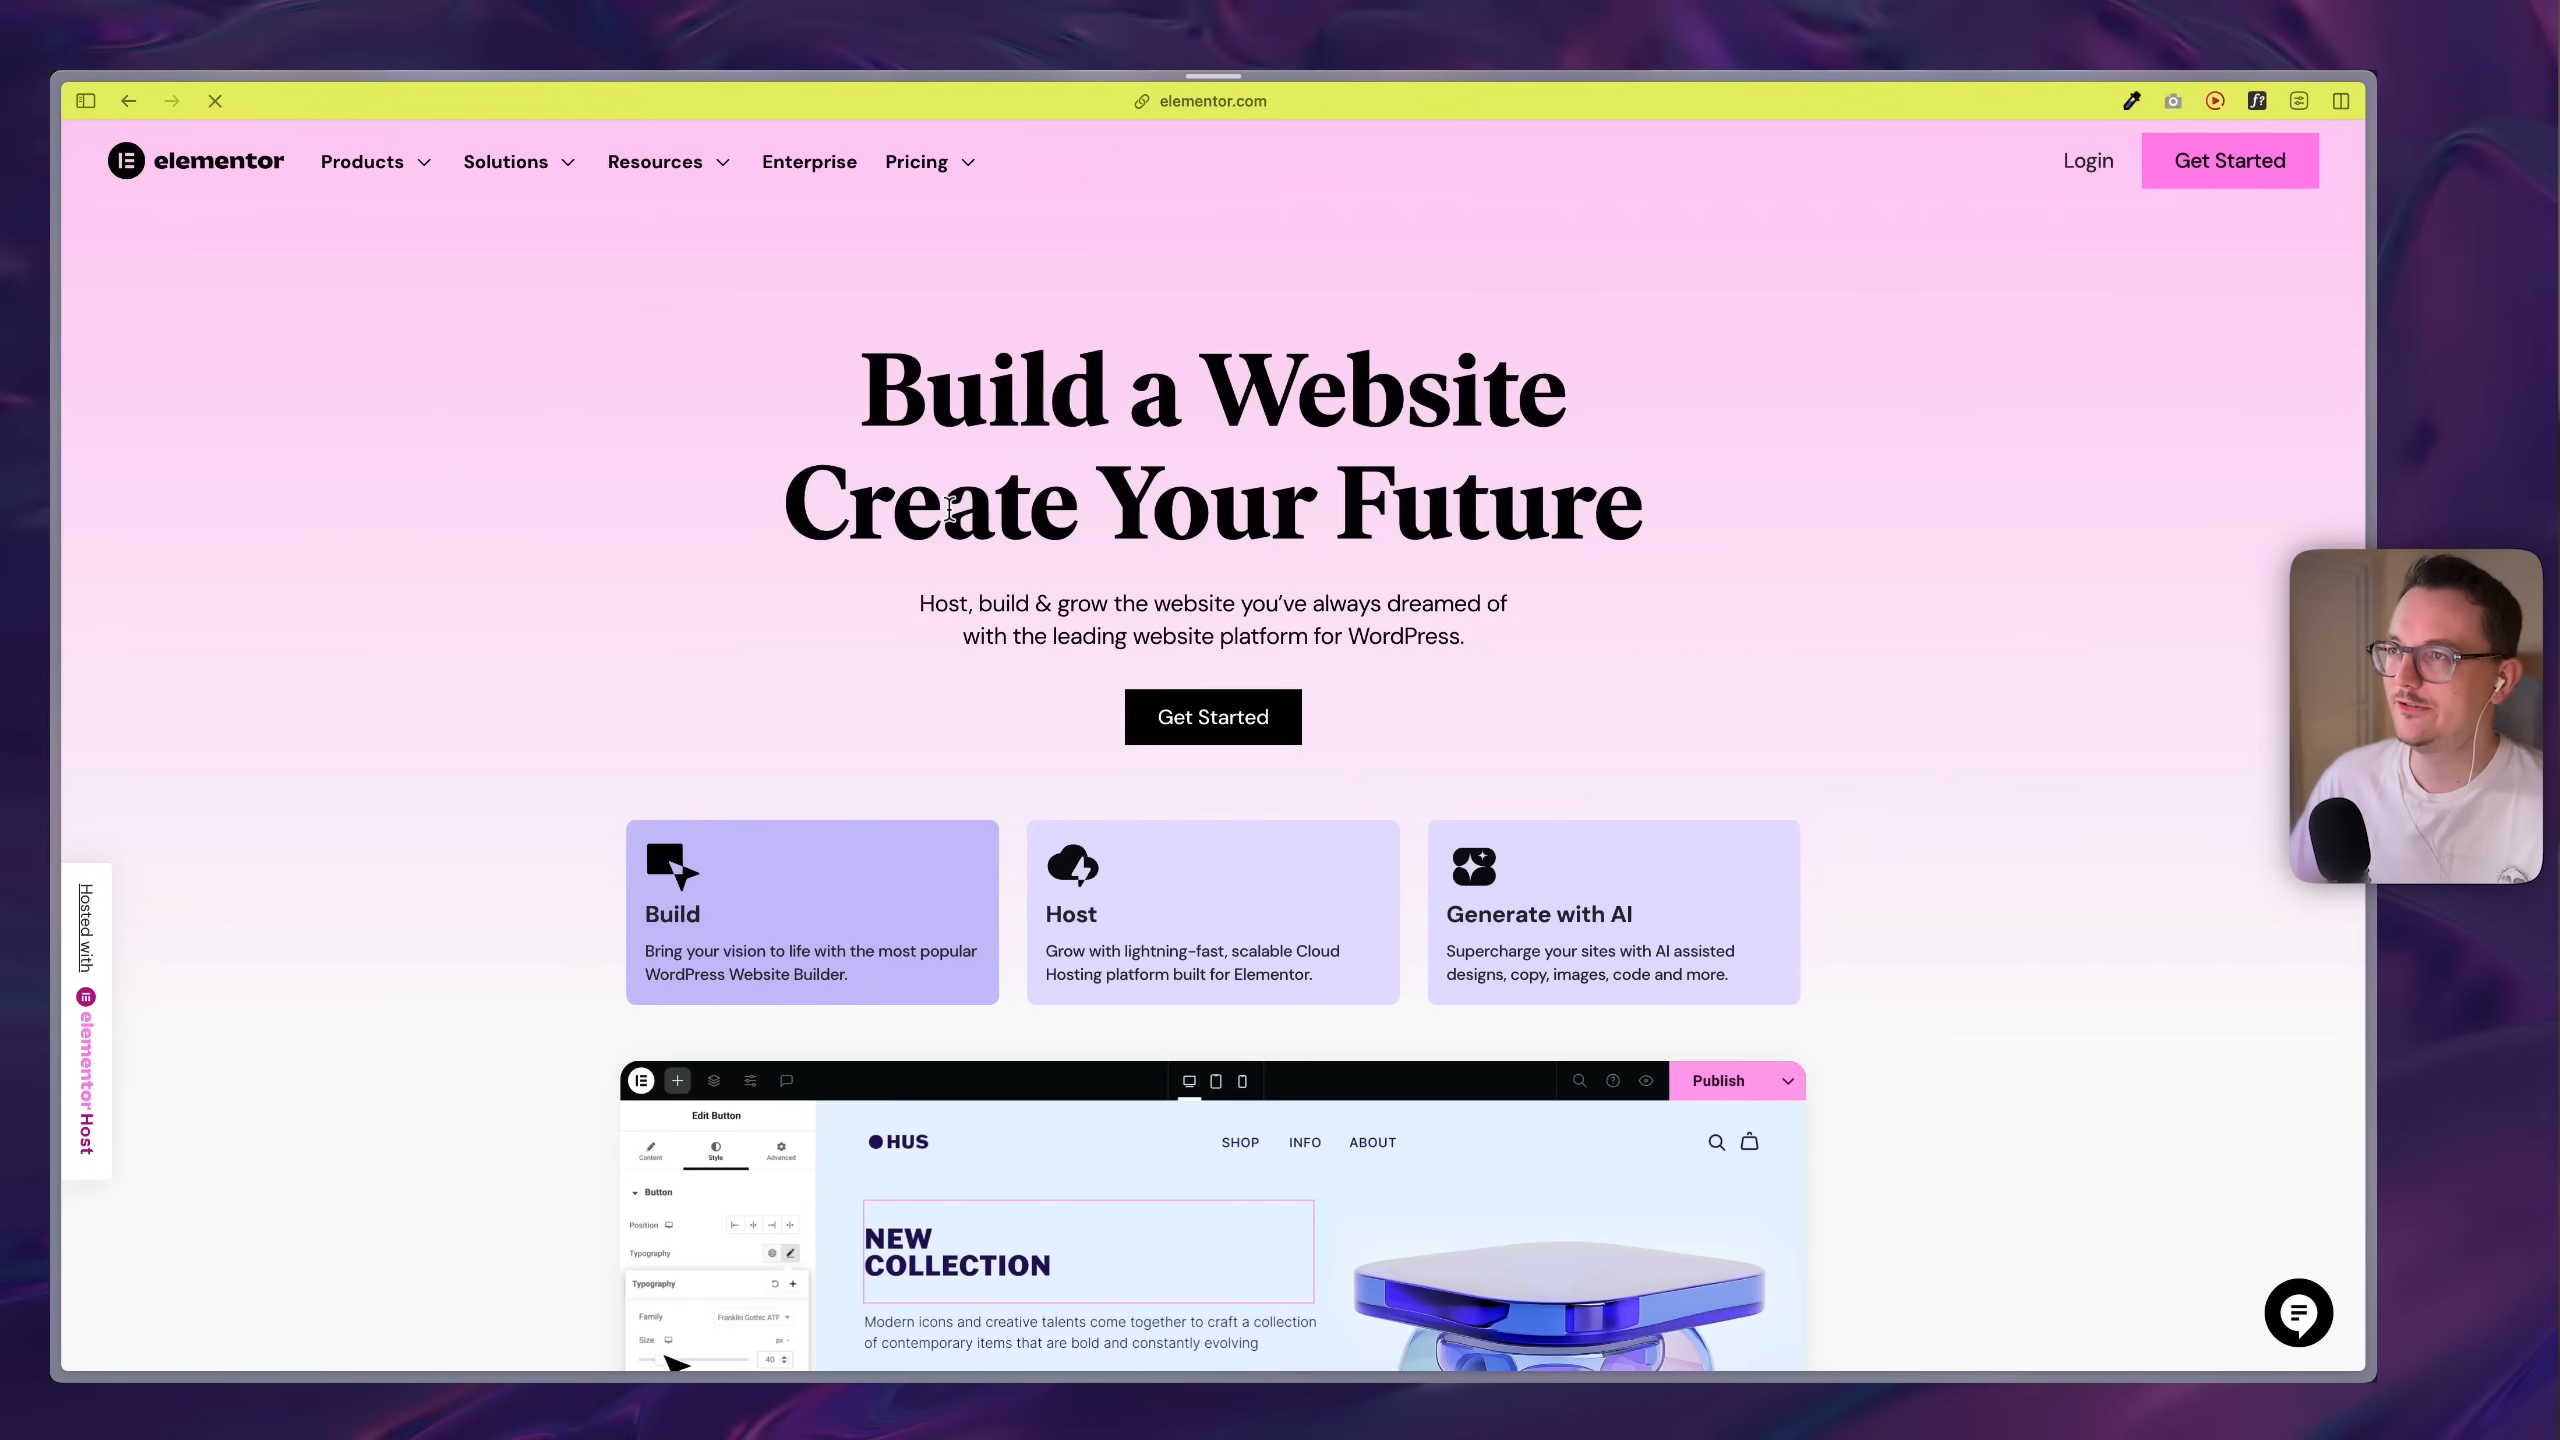 elementor.com
elementor
Products
Solutions
Resources
Enterprise
Pricing
Login
Get Started
Build a Website
Create Your Future
Host, build & grow the website you’ve always dreamed of
with the leading website platform for WordPress.
Get Started
Build
Bring your vision to life with the most popular
WordPress Website Builder.
Host
Grow with lightning-fast, scalable Cloud
Hosting platform built for Elementor.
Generate with AI
Supercharge your sites with AI assisted
designs, copy, images, code and more.
Hosted with
elementor Host
Publish
Edit Button
Content
Style
Advanced
Button
Position
Typography
Typography
Family
Franklin Gothic ATF
Size
px
40
HUS
SHOP
INFO
ABOUT
NEW
COLLECTION
Modern icons and creative talents come together to craft a collection
of contemporary items that are bold and constantly evolving